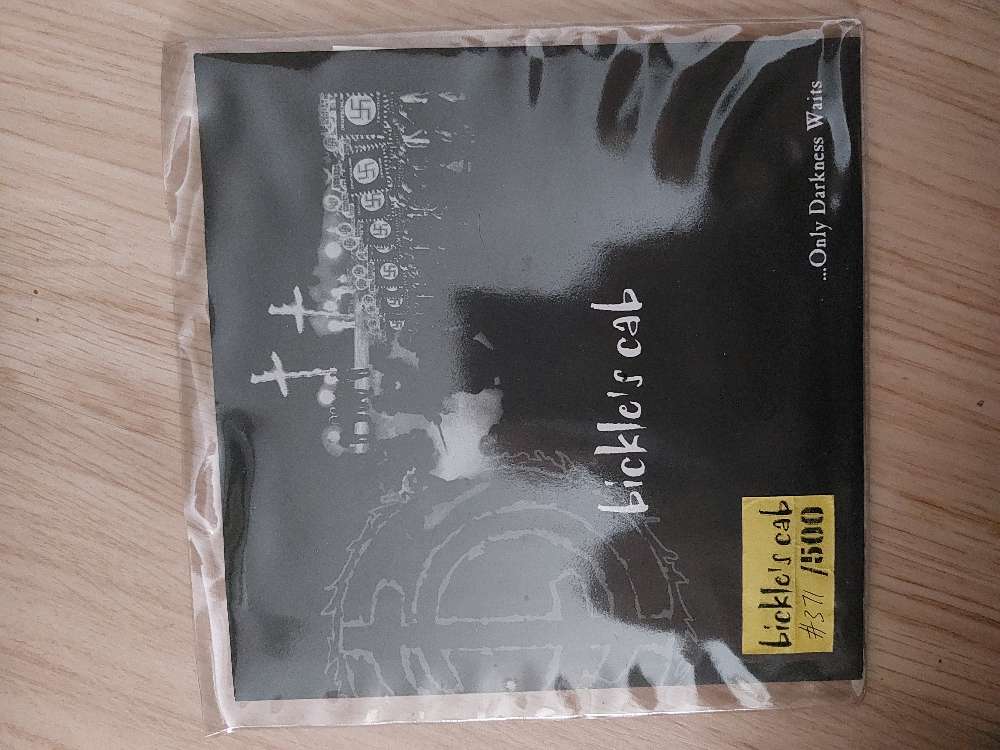 bickle's cab
...Only Darkness Waits
bickle's cab
#371 /500